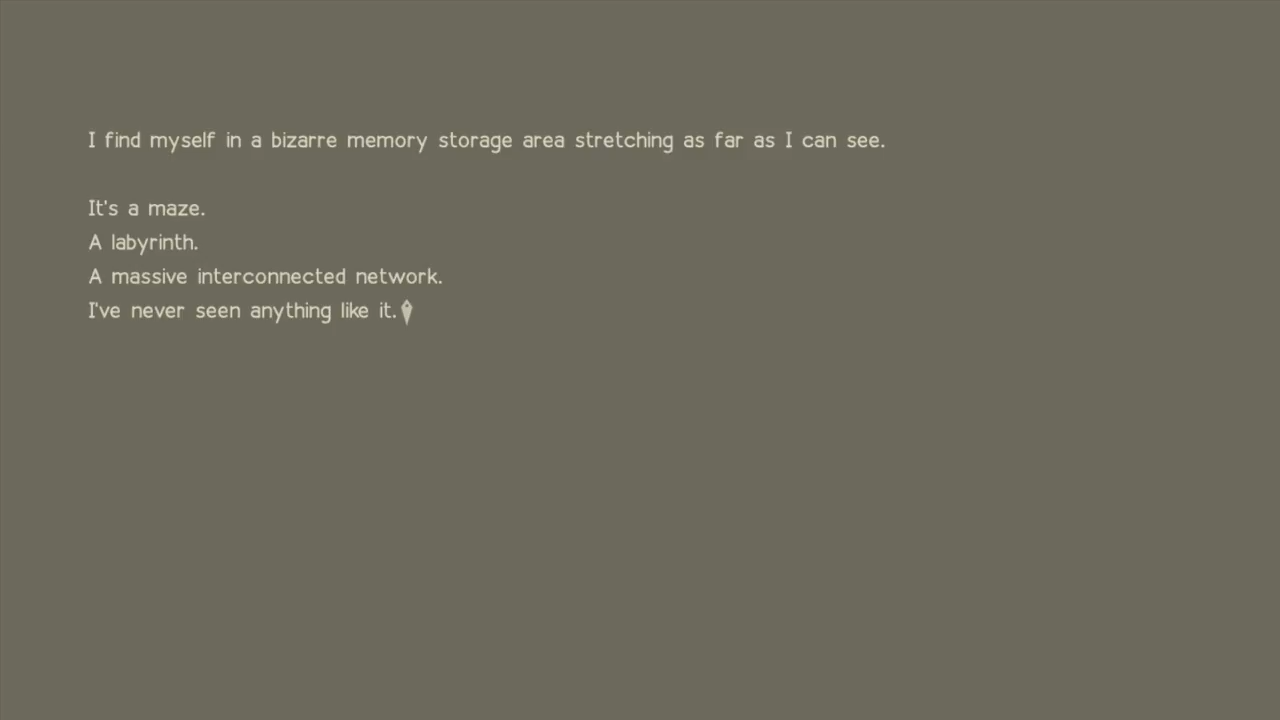 I find myself in a bizarre memory storage area stretching as far as I can see.
It's a maze.
A labyrinth.
A massive interconnected network.
I've never seen anything like it.